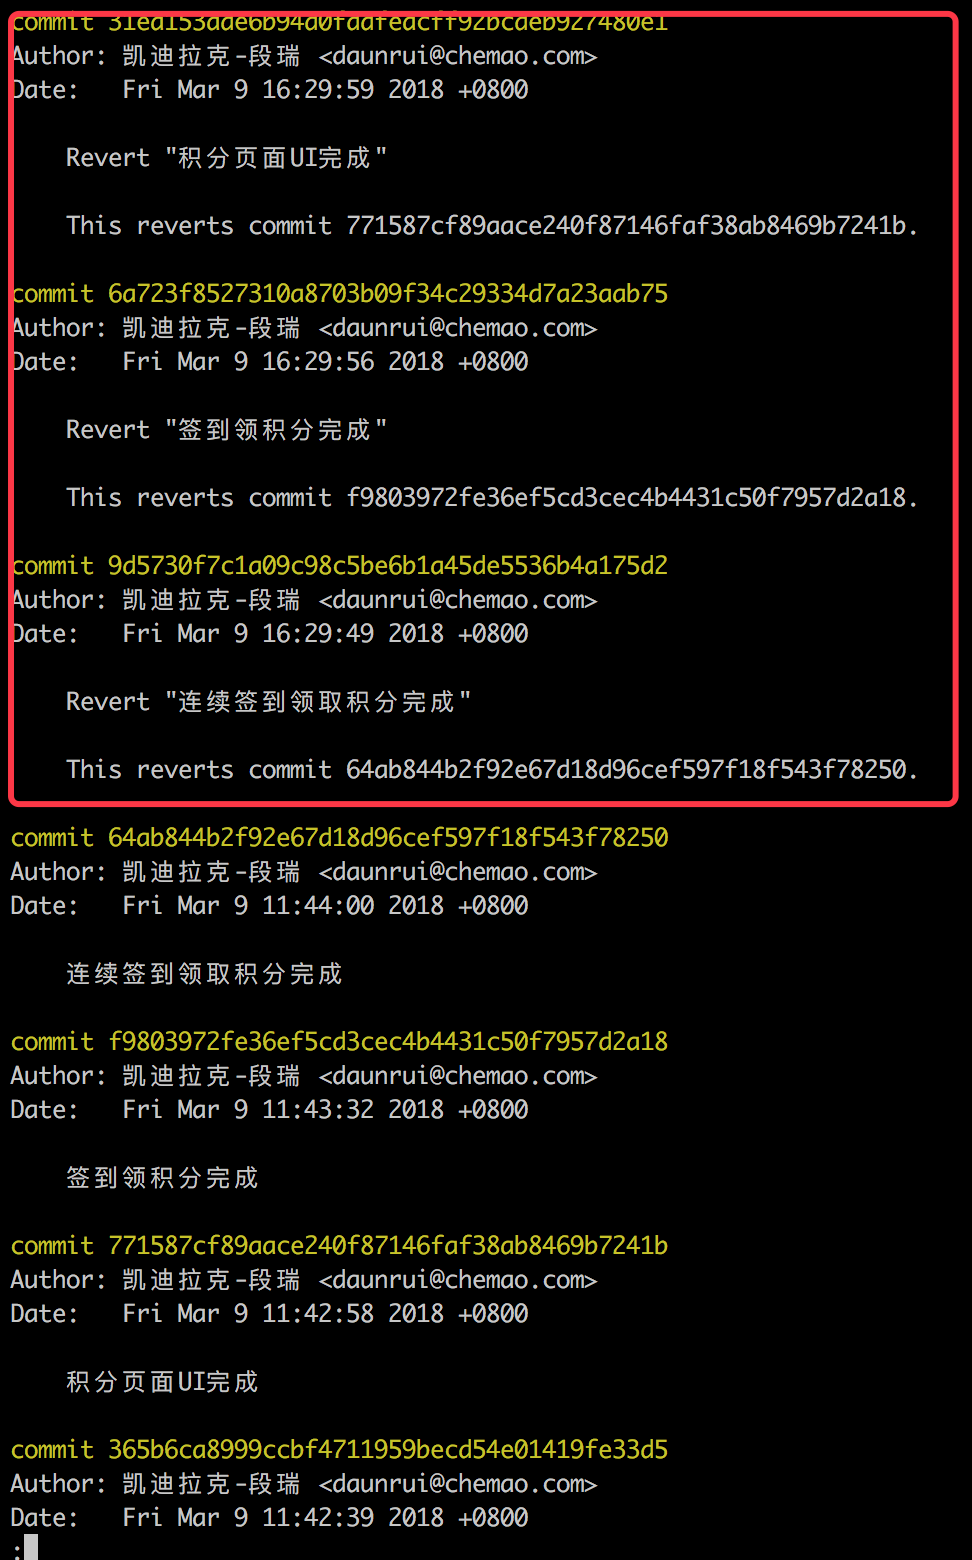 commit 31ed153dde6b94d0fddfedcff92bcdeb927480e1
Author: 凯迪拉克-段瑞 <daunrui@chemao.com>
Date:   Fri Mar 9 16:29:59 2018 +0800
Revert "积分页面UI完成"
This reverts commit 771587cf89aace240f87146faf38ab8469b7241b.
commit 6a723f8527310a8703b09f34c29334d7a23aab75
Author: 凯迪拉克-段瑞 <daunrui@chemao.com>
Date:   Fri Mar 9 16:29:56 2018 +0800
Revert "签到领积分完成"
This reverts commit f9803972fe36ef5cd3cec4b4431c50f7957d2a18.
commit 9d5730f7c1a09c98c5be6b1a45de5536b4a175d2
Author: 凯迪拉克-段瑞 <daunrui@chemao.com>
Date:   Fri Mar 9 16:29:49 2018 +0800
Revert "连续签到领取积分完成"
This reverts commit 64ab844b2f92e67d18d96cef597f18f543f78250.
commit 64ab844b2f92e67d18d96cef597f18f543f78250
Author: 凯迪拉克-段瑞 <daunrui@chemao.com>
Date:   Fri Mar 9 11:44:00 2018 +0800
连续签到领取积分完成
commit f9803972fe36ef5cd3cec4b4431c50f7957d2a18
Author: 凯迪拉克-段瑞 <daunrui@chemao.com>
Date:   Fri Mar 9 11:43:32 2018 +0800
签到领积分完成
commit 771587cf89aace240f87146faf38ab8469b7241b
Author: 凯迪拉克-段瑞 <daunrui@chemao.com>
Date:   Fri Mar 9 11:42:58 2018 +0800
积分页面UI完成
commit 365b6ca8999ccbf4711959becd54e01419fe33d5
Author: 凯迪拉克-段瑞 <daunrui@chemao.com>
Date:   Fri Mar 9 11:42:39 2018 +0800
: